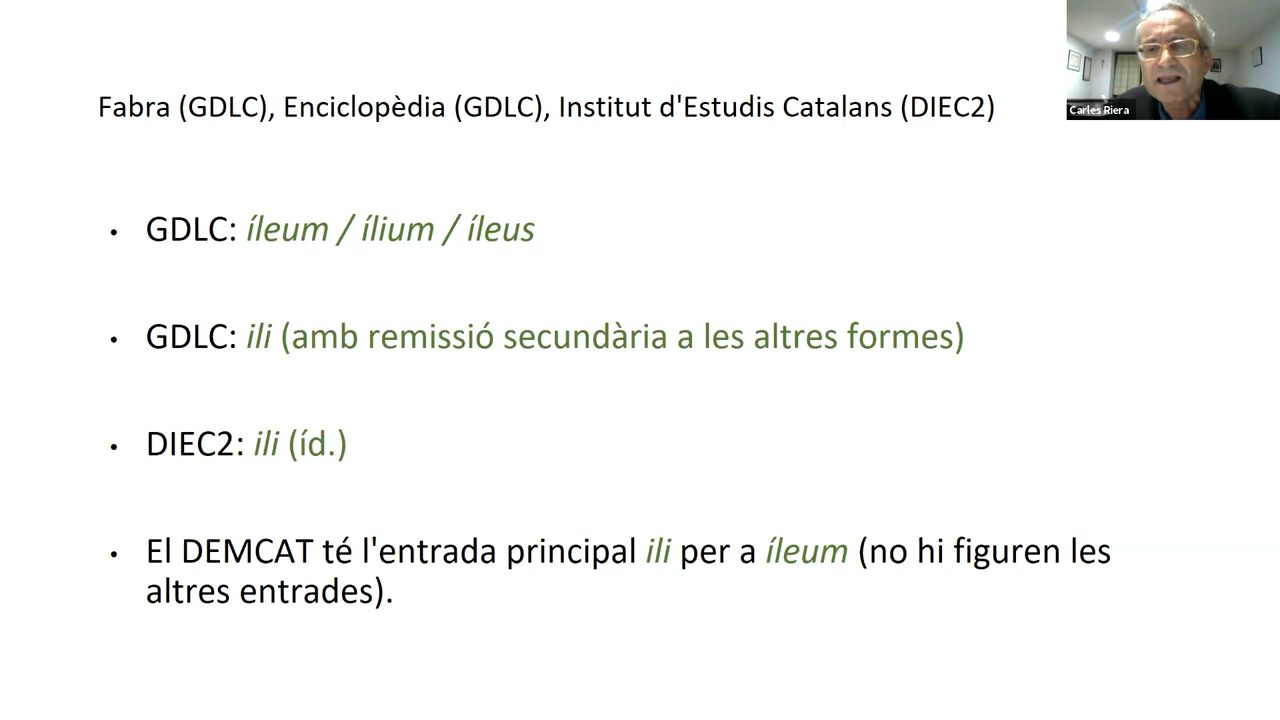 Fabra (GDLC), Enciclopèdia (GDLC), Institut d'Estudis Catalans (DIEC2)
Carles Riera
• GDLC: íleum / ílium / íleus
• GDLC: ili (amb remissió secundària a les altres formes)
• DIEC2: ili (íd.)
• El DEMCAT té l'entrada principal ili per a íleum (no hi figuren les
altres entrades).